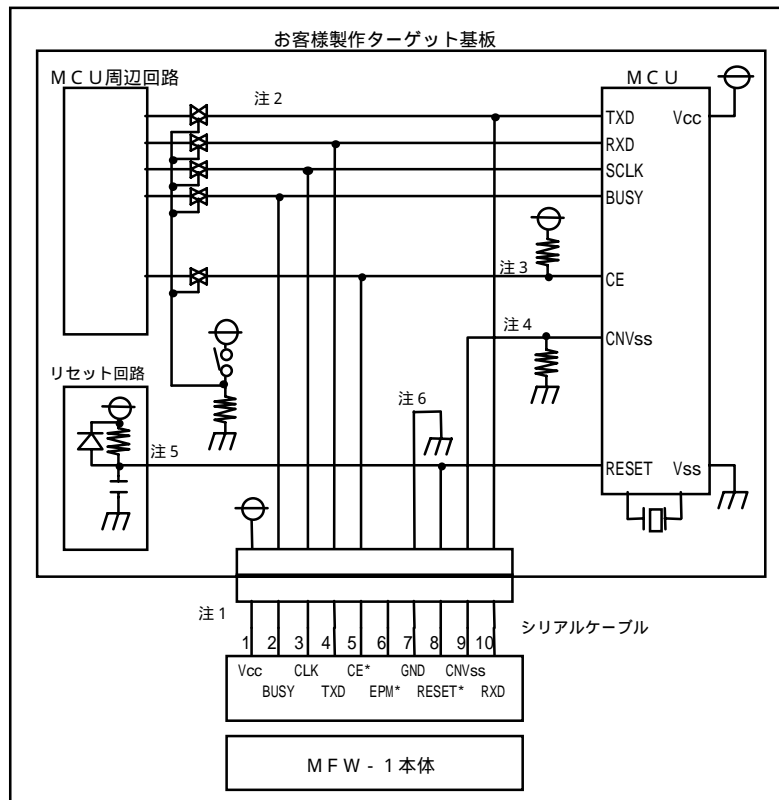 お客様製作ターゲット基板
ＭＣＵ周辺回路
ＭＣＵ
注２
TXD
Vcc
RXD
SCLK
BUSY
注３
CE
注４
CNVss
リセット回路
注６
注５
RESET
Vss
注１
シリアルケーブル
1 2 3 4 5 6 7 8 9 10
Vcc CLK CE* GND CNVss
BUSY TXD EPM* RESET* RXD
ＭＦＷ－１本体